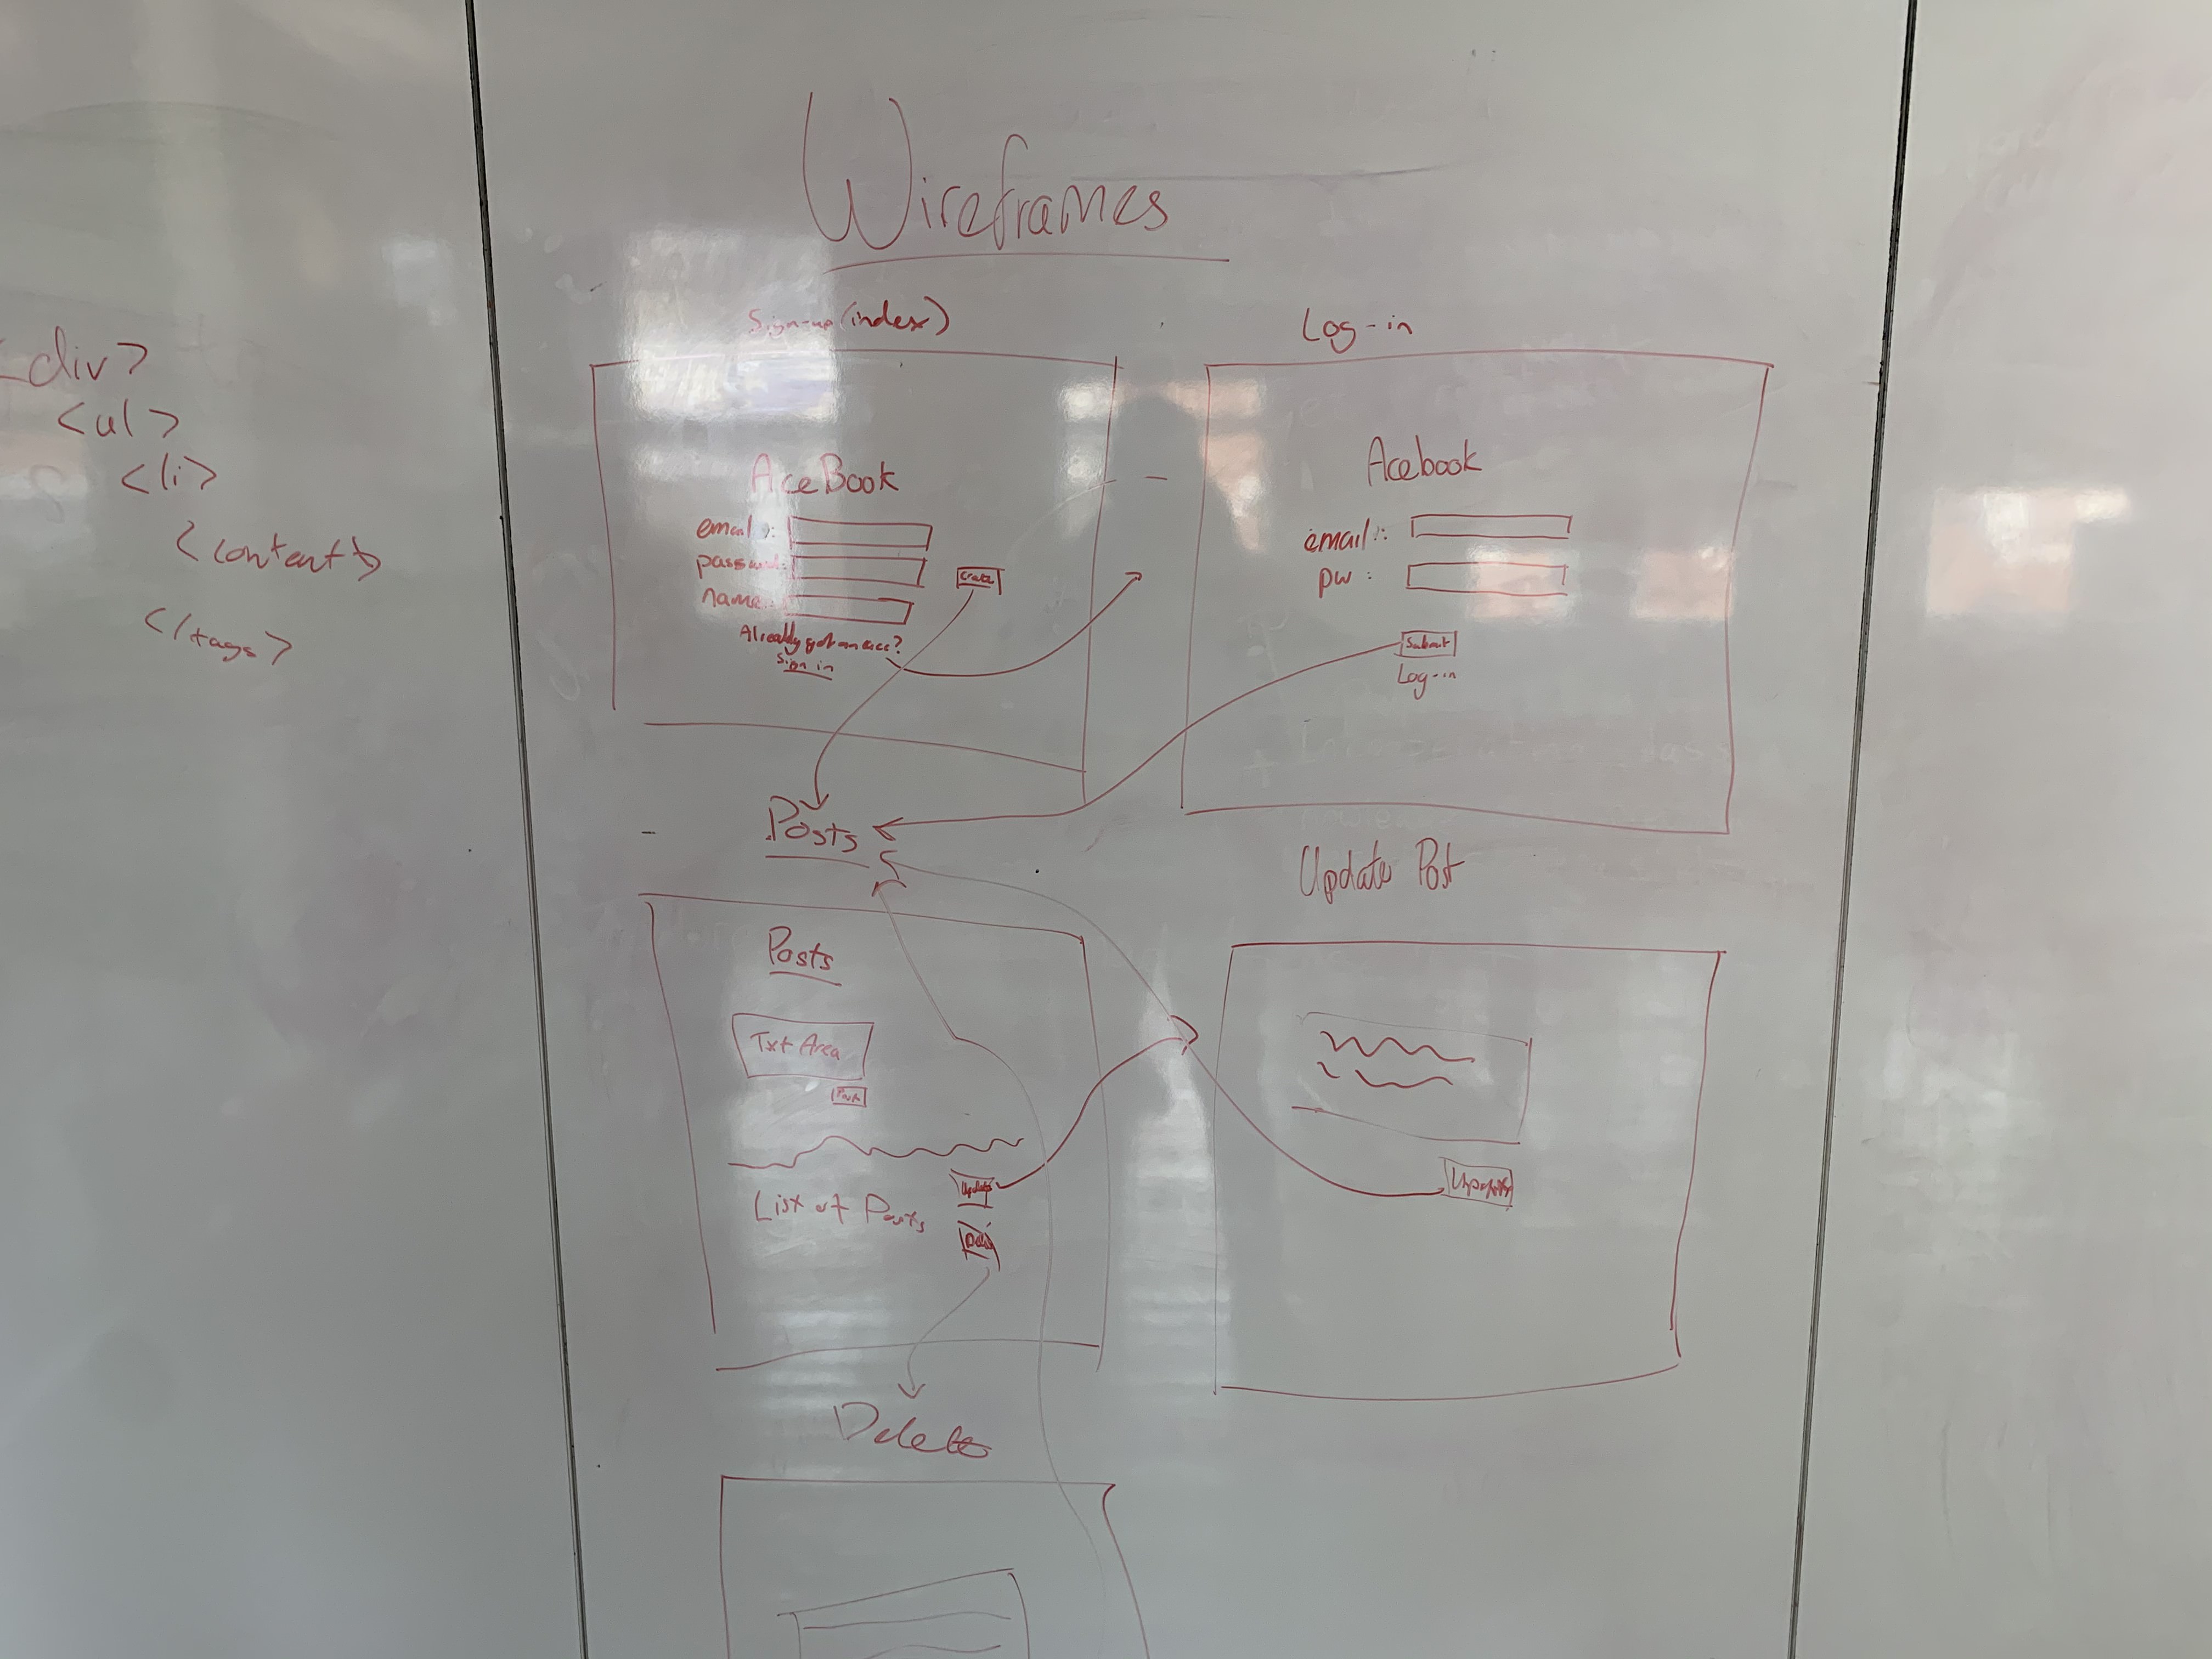 Wireframes
div>
<ul>
<li>
<content>
</tags>
Sign-up (index)
AceBook
email:
password:
name:
Create
Already got an acc?
Sign in
Log-in
Acebook
email:
pw:
Submit
Log-in
Posts
Posts
Txt Area
Post
List of Posts
Update
Update Post
Update
Delete